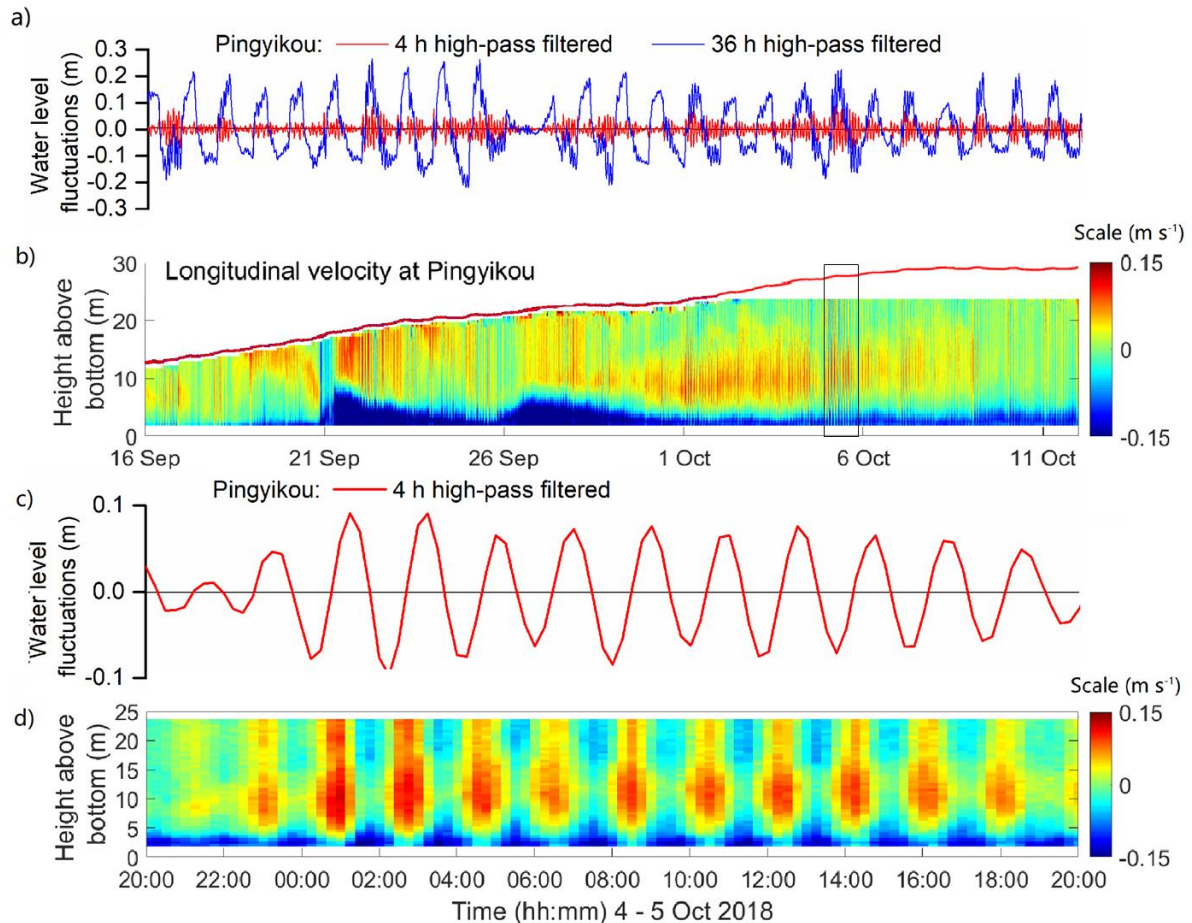 a)
Pingyikou: 4 h high-pass filtered 36 h high-pass filtered
Water level
fluctuations (m)
0.3
0.2
0.1
0.0
-0.1
-0.2
-0.3
b)
Scale (m s⁻¹)
Longitudinal velocity at Pingyikou
Height above
bottom (m)
30
20
10
0
0.15
0
-0.15
16 Sep 21 Sep 26 Sep 1 Oct 6 Oct 11 Oct
c)
Pingyikou: 4 h high-pass filtered
Water level
fluctuations (m)
0.1
0.0
-0.1
Scale (m s⁻¹)
d)
Height above
bottom (m)
25
20
15
10
5
0
0.15
0
-0.15
20:00 22:00 00:00 02:00 04:00 06:00 08:00 10:00 12:00 14:00 16:00 18:00 20:00
Time (hh:mm) 4 - 5 Oct 2018